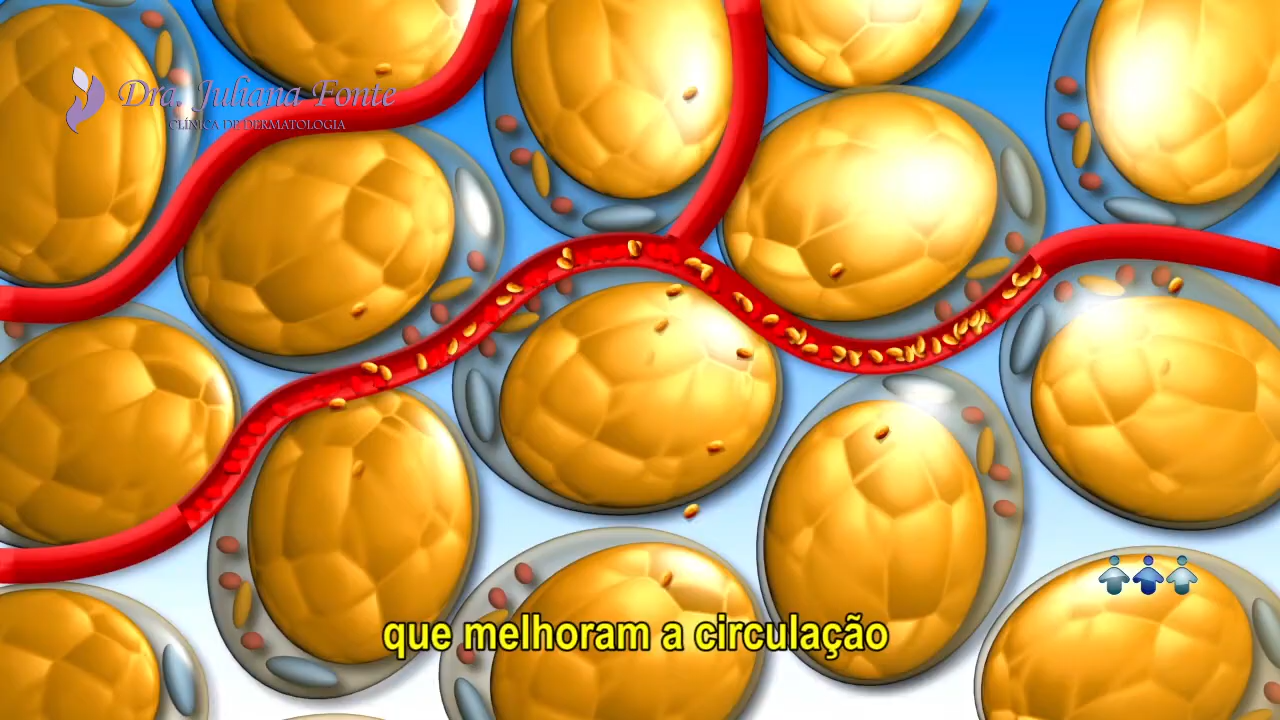 Dra. Juliana Fonte
CLÍNICA DE DERMATOLOGIA
que melhoram a circulação